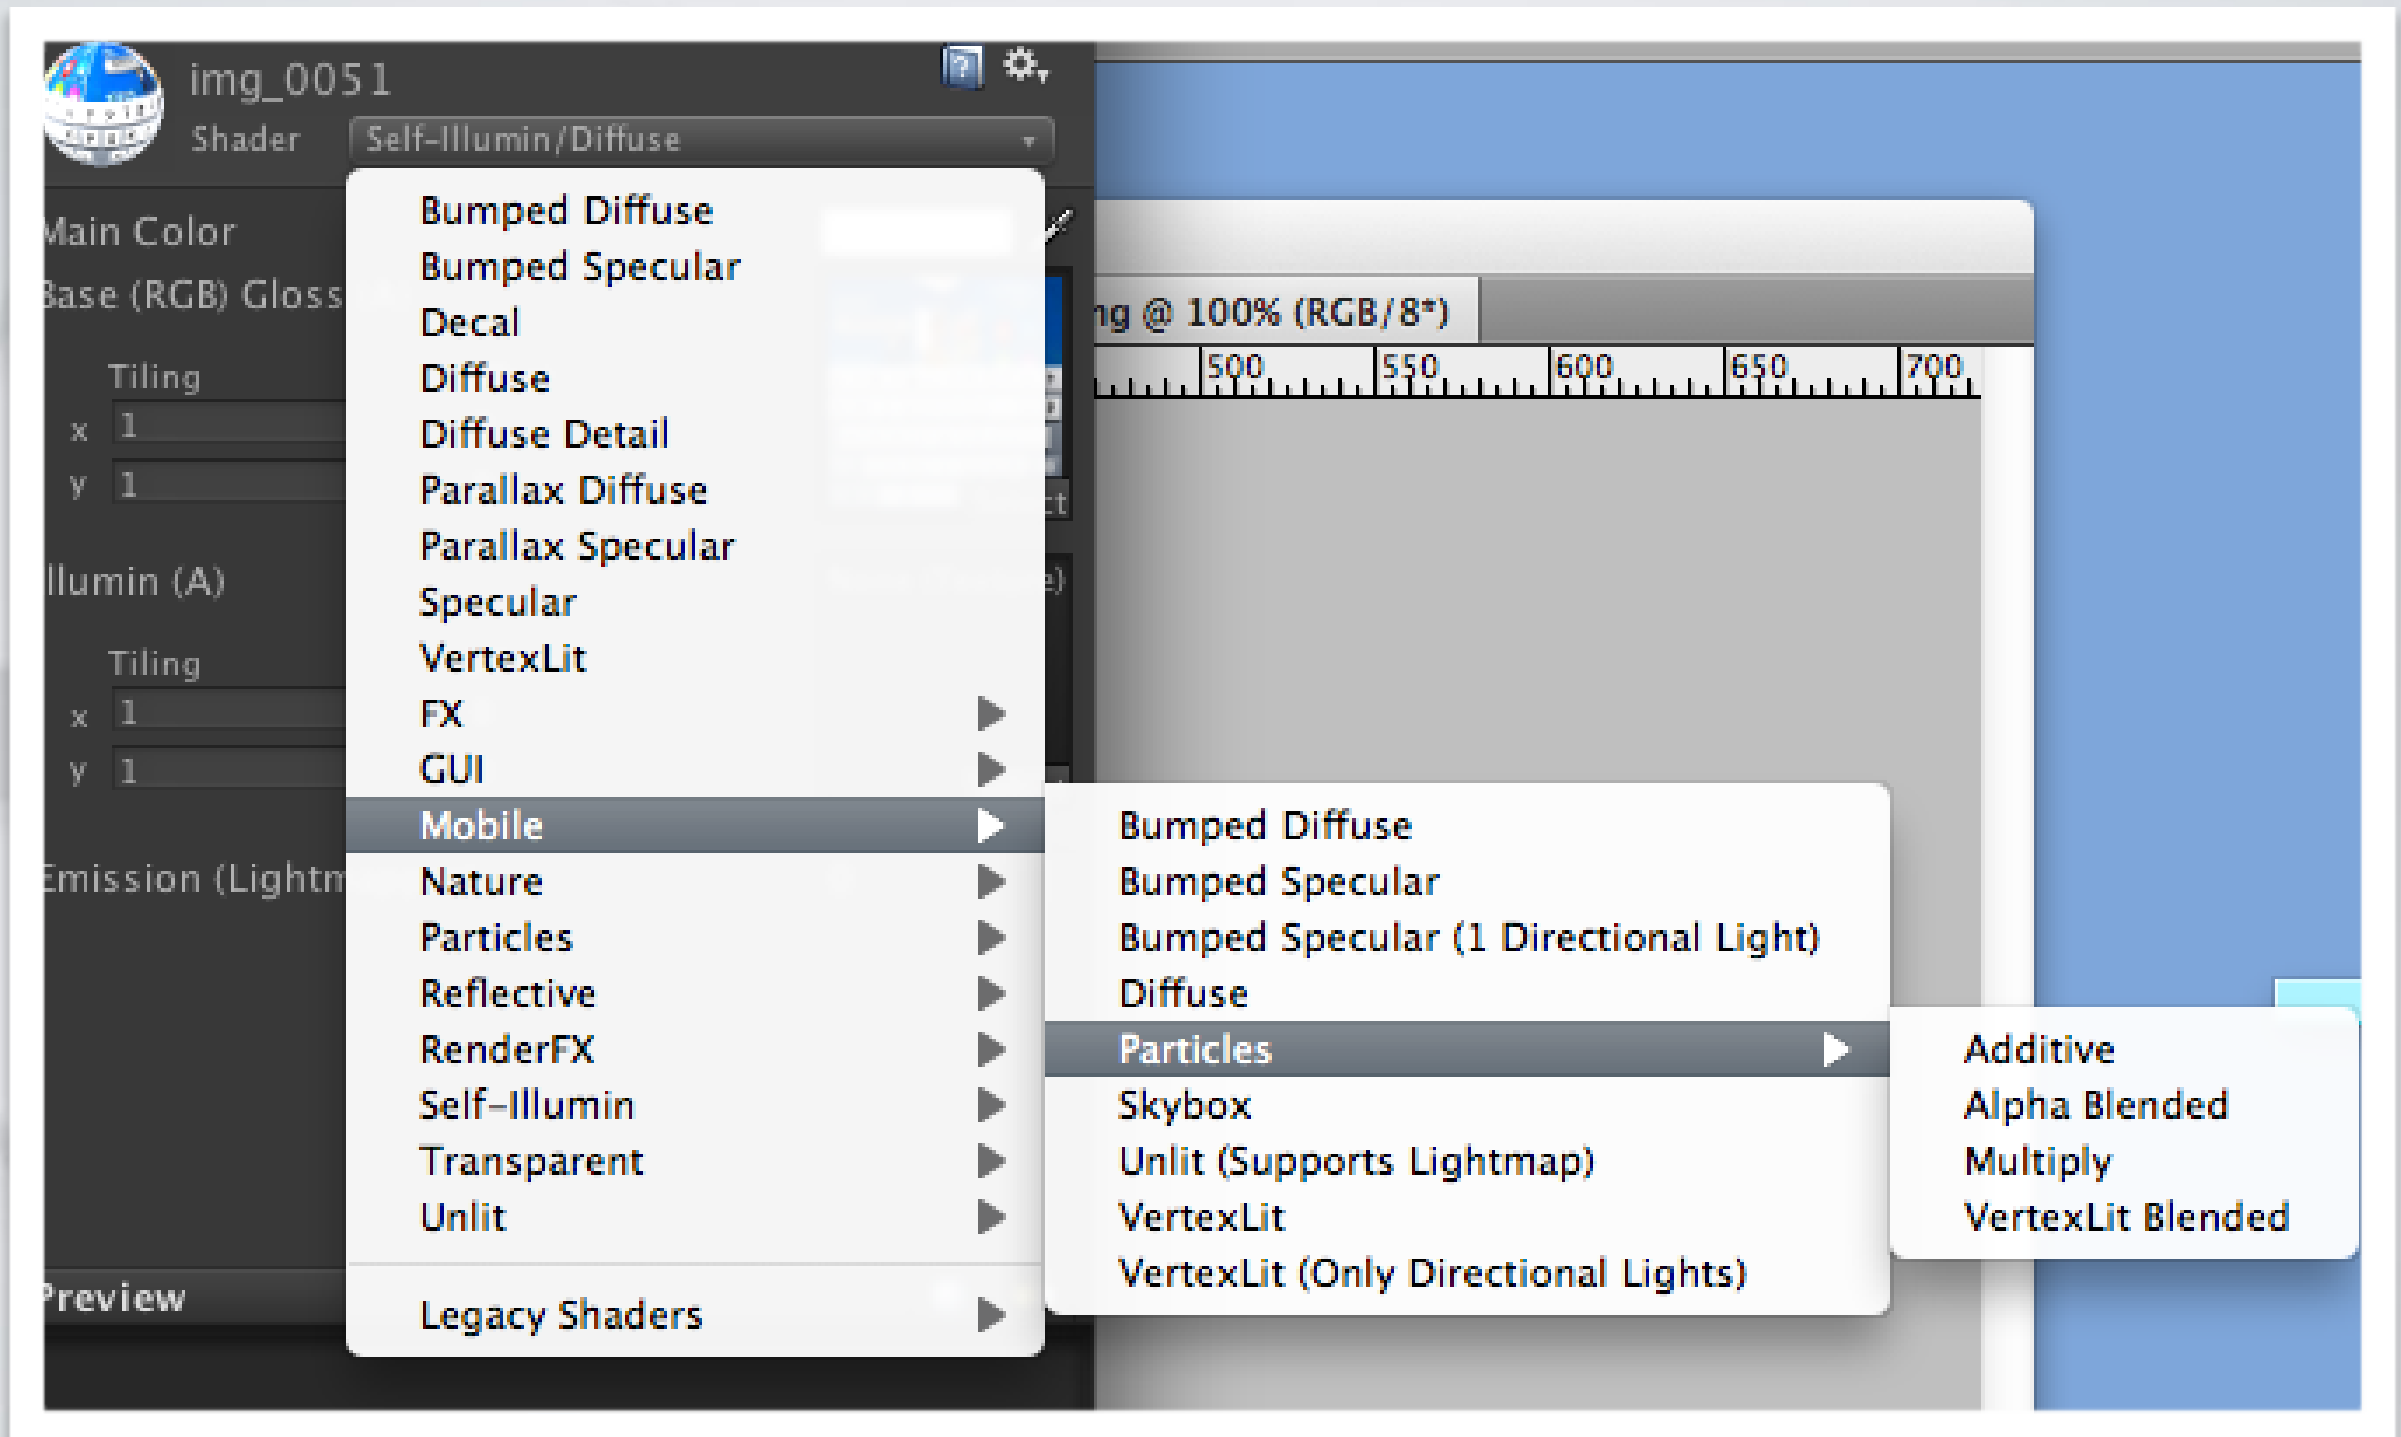 img_0051
Shader
Self-Illumin/Diffuse
Main Color
Base (RGB) Gloss
Tiling
x 1
y 1
Illumin (A)
Tiling
x 1
y 1
Emission (Lightm
Preview
Bumped Diffuse
Bumped Specular
Decal
Diffuse
Diffuse Detail
Parallax Diffuse
Parallax Specular
Specular
VertexLit
FX
GUI
Mobile
Nature
Particles
Reflective
RenderFX
Self-Illumin
Transparent
Unlit
Legacy Shaders
Bumped Diffuse
Bumped Specular
Bumped Specular (1 Directional Light)
Diffuse
Particles
Skybox
Unlit (Supports Lightmap)
VertexLit
VertexLit (Only Directional Lights)
Additive
Alpha Blended
Multiply
VertexLit Blended
ng @ 100% (RGB/8*)
500 550 600 650 700